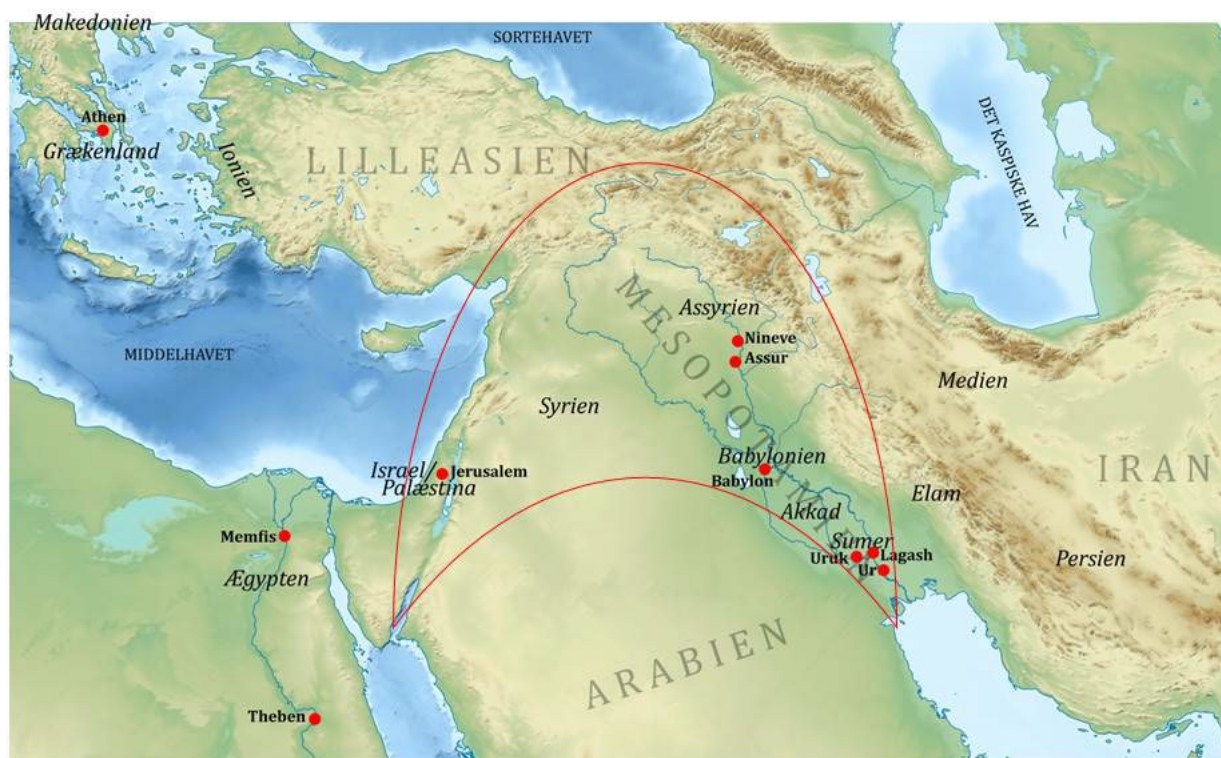 Makedonien
SORTEHAVET
Athen
Grækenland
Ionien
LILLEASIEN
DET KASPISKE HAV
MESOPOTAMIEN
Assyrien
Nineve
Assur
MIDDELHAVET
Medien
Syrien
Babylonien
Babylon
Israel/
Palæstina
Jerusalem
IRAN
Elam
Akkad
Sumer
Memfis
Uruk
Lagash
Ur
Persien
Ægypten
ARABIEN
Theben